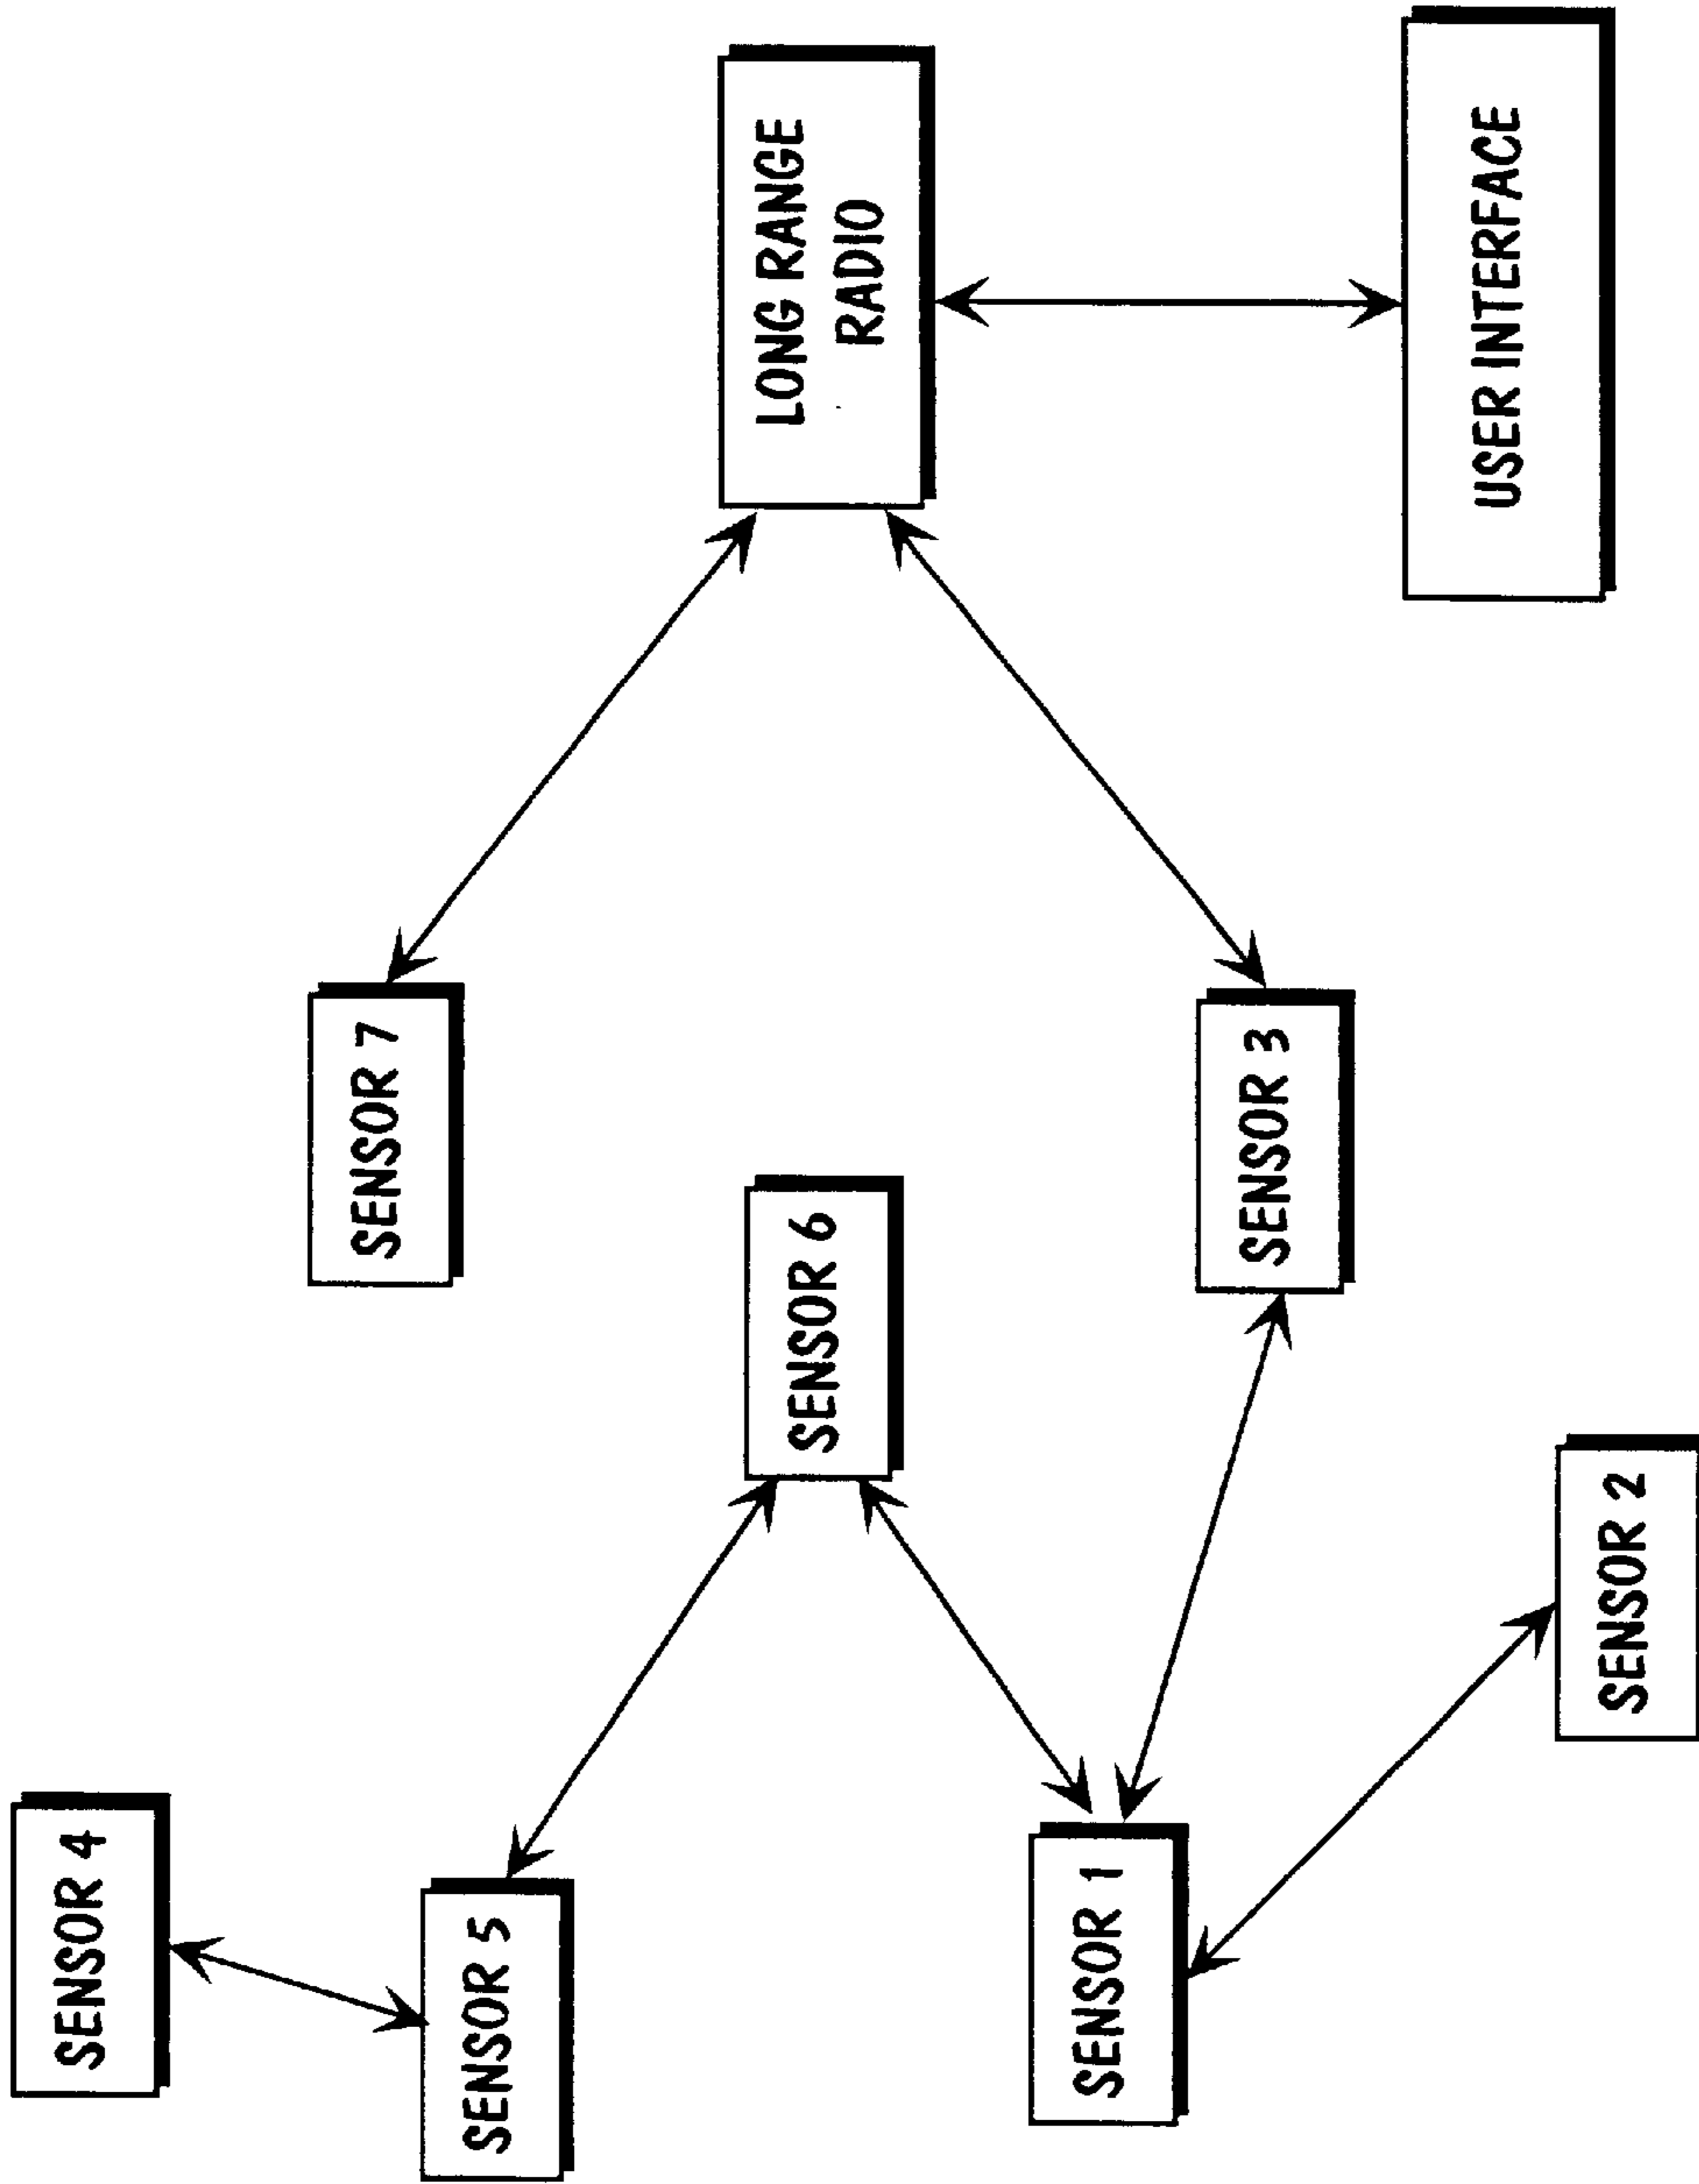 SENSOR 4
SENSOR 5
SENSOR 7
SENSOR 6
LONG RANGE
RADIO
SENSOR 1
SENSOR 3
SENSOR 2
USER INTERFACE